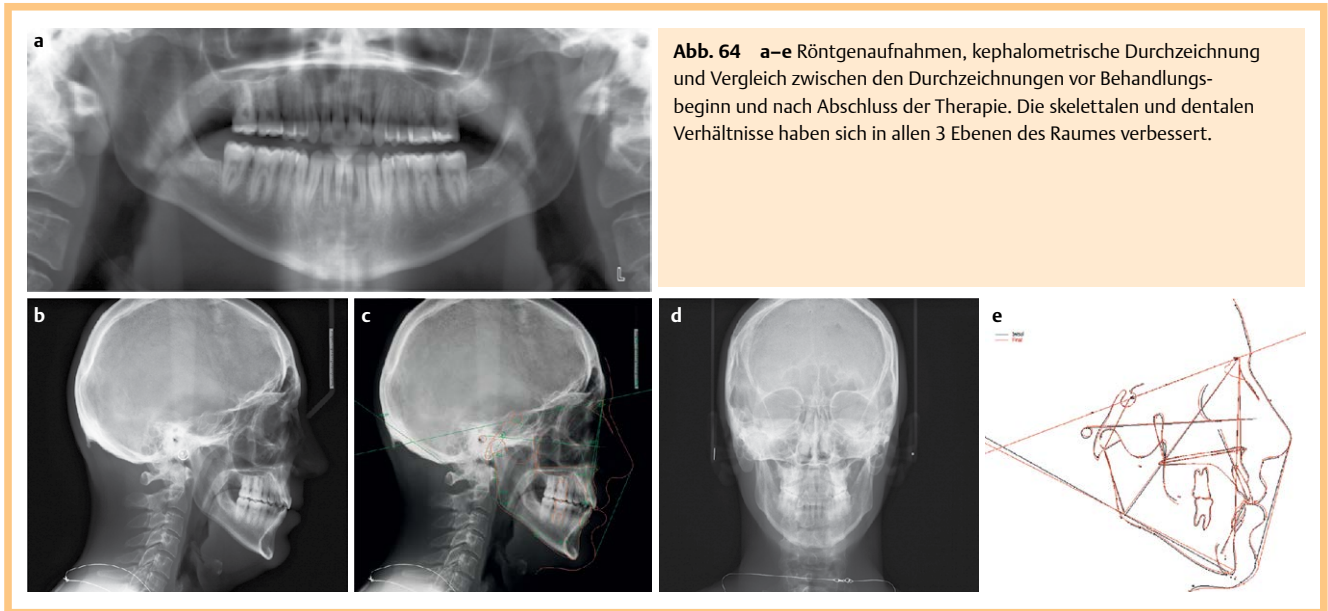 a
Abb. 64 a–e Röntgenaufnahmen, kephalometrische Durchzeichnung
und Vergleich zwischen den Durchzeichnungen vor Behandlungs-
beginn und nach Abschluss der Therapie. Die skelettalen und dentalen
Verhältnisse haben sich in allen 3 Ebenen des Raumes verbessert.
L
b
c
d
e